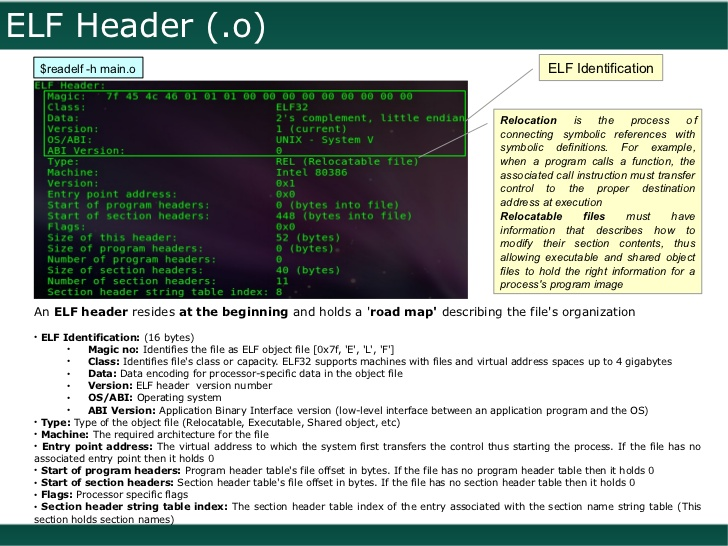 ELF Header (.o)
$readelf -h main.o
ELF Identification
ELF Header:
Magic: 7f 45 4c 46 01 01 01 00 00 00 00 00 00 00 00 00
Class: ELF32
Data: 2's complement, little endian
Version: 1 (current)
OS/ABI: UNIX - System V
ABI Version: 0
Type: REL (Relocatable file)
Machine: Intel 80386
Version: 0x1
Entry point address: 0x0
Start of program headers: 0 (bytes into file)
Start of section headers: 448 (bytes into file)
Flags: 0x0
Size of this header: 52 (bytes)
Size of program headers: 0 (bytes)
Number of program headers: 0
Size of section headers: 40 (bytes)
Number of section headers: 11
Section header string table index: 8
Relocation is the process of
connecting symbolic references with
symbolic definitions. For example,
when a program calls a function, the
associated call instruction must transfer
control to the proper destination
address at execution
Relocatable files must have
information that describes how to
modify their section contents, thus
allowing executable and shared object
files to hold the right information for a
process's program image
An ELF header resides at the beginning and holds a 'road map' describing the file's organization
• ELF Identification: (16 bytes)
• Magic no: Identifies the file as ELF object file [0x7f, 'E', 'L', 'F']
• Class: Identifies file's class or capacity. ELF32 supports machines with files and virtual address spaces up to 4 gigabytes
• Data: Data encoding for processor-specific data in the object file
• Version: ELF header version number
• OS/ABI: Operating system
• ABI Version: Application Binary Interface version (low-level interface between an application program and the OS)
• Type: Type of the object file (Relocatable, Executable, Shared object, etc)
• Machine: The required architecture for the file
• Entry point address: The virtual address to which the system first transfers the control thus starting the process. If the file has no
associated entry point then it holds 0
• Start of program headers: Program header table's file offset in bytes. If the file has no program header table then it holds 0
• Start of section headers: Section header table's file offset in bytes. If the file has no section header table then it holds 0
• Flags: Processor specific flags
• Section header string table index: The section header table index of the entry associated with the section name string table (This
section holds section names)